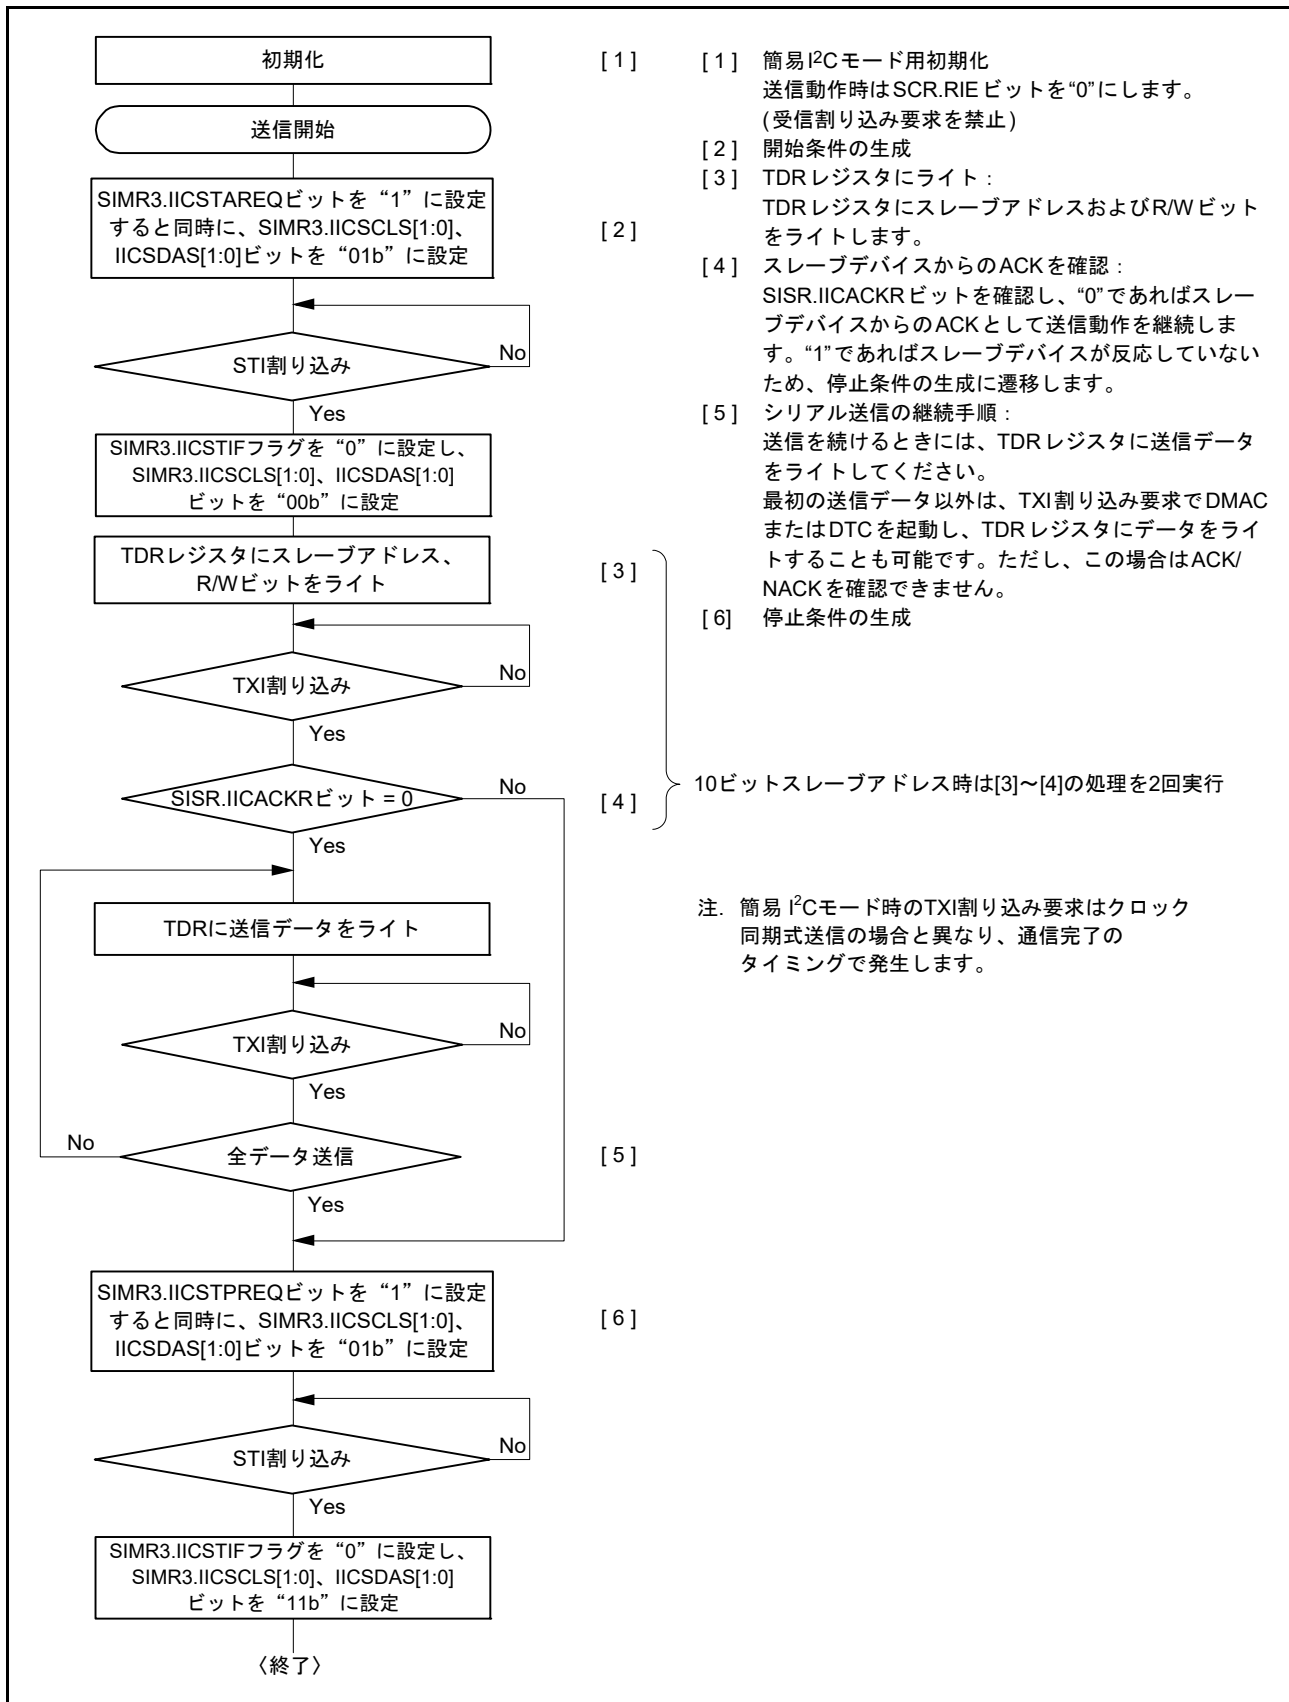 初期化
[ 1 ]
送信開始
SIMR3.IICSTAREQビットを“1”に設定
すると同時に、SIMR3.IICSCLS[1:0]、
IICSDAS[1:0]ビットを“01b”に設定
[ 2 ]
STI割り込み
No
Yes
SIMR3.IICSTIFフラグを“0”に設定し、
SIMR3.IICSCLS[1:0]、IICSDAS[1:0]
ビットを“00b”に設定
TDRレジスタにスレーブアドレス、
R/Wビットをライト
[ 3 ]
TXI割り込み
No
Yes
SISR.IICACKRビット = 0
No
[ 4 ]
Yes
TDRに送信データをライト
TXI割り込み
No
Yes
No
全データ送信
[ 5 ]
Yes
SIMR3.IICSTPREQビットを“1”に設定
すると同時に、SIMR3.IICSCLS[1:0]、
IICSDAS[1:0]ビットを“01b”に設定
[ 6 ]
STI割り込み
No
Yes
SIMR3.IICSTIFフラグを“0”に設定し、
SIMR3.IICSCLS[1:0]、IICSDAS[1:0]
ビットを“11b”に設定
〈終了〉
[ 1 ] 簡易I2Cモード用初期化
送信動作時はSCR.RIEビットを“0”にします。
(受信割り込み要求を禁止)
[ 2 ] 開始条件の生成
[ 3 ] TDRレジスタにライト：
TDRレジスタにスレーブアドレスおよびR/Wビット
をライトします。
[ 4 ] スレーブデバイスからのACKを確認：
SISR.IICACKRビットを確認し、“0”であればスレー
ブデバイスからのACKとして送信動作を継続しま
す。“1”であればスレーブデバイスが反応していない
ため、停止条件の生成に遷移します。
[ 5 ] シリアル送信の継続手順：
送信を続けるときには、TDRレジスタに送信データ
をライトしてください。
最初の送信データ以外は、TXI割り込み要求でDMAC
またはDTCを起動し、TDRレジスタにデータをライ
トすることも可能です。ただし、この場合はACK/
NACKを確認できません。
[ 6] 停止条件の生成
10ビットスレーブアドレス時は[3]～[4]の処理を2回実行
注. 簡易 I2Cモード時のTXI割り込み要求はクロック
同期式送信の場合と異なり、通信完了の
タイミングで発生します。